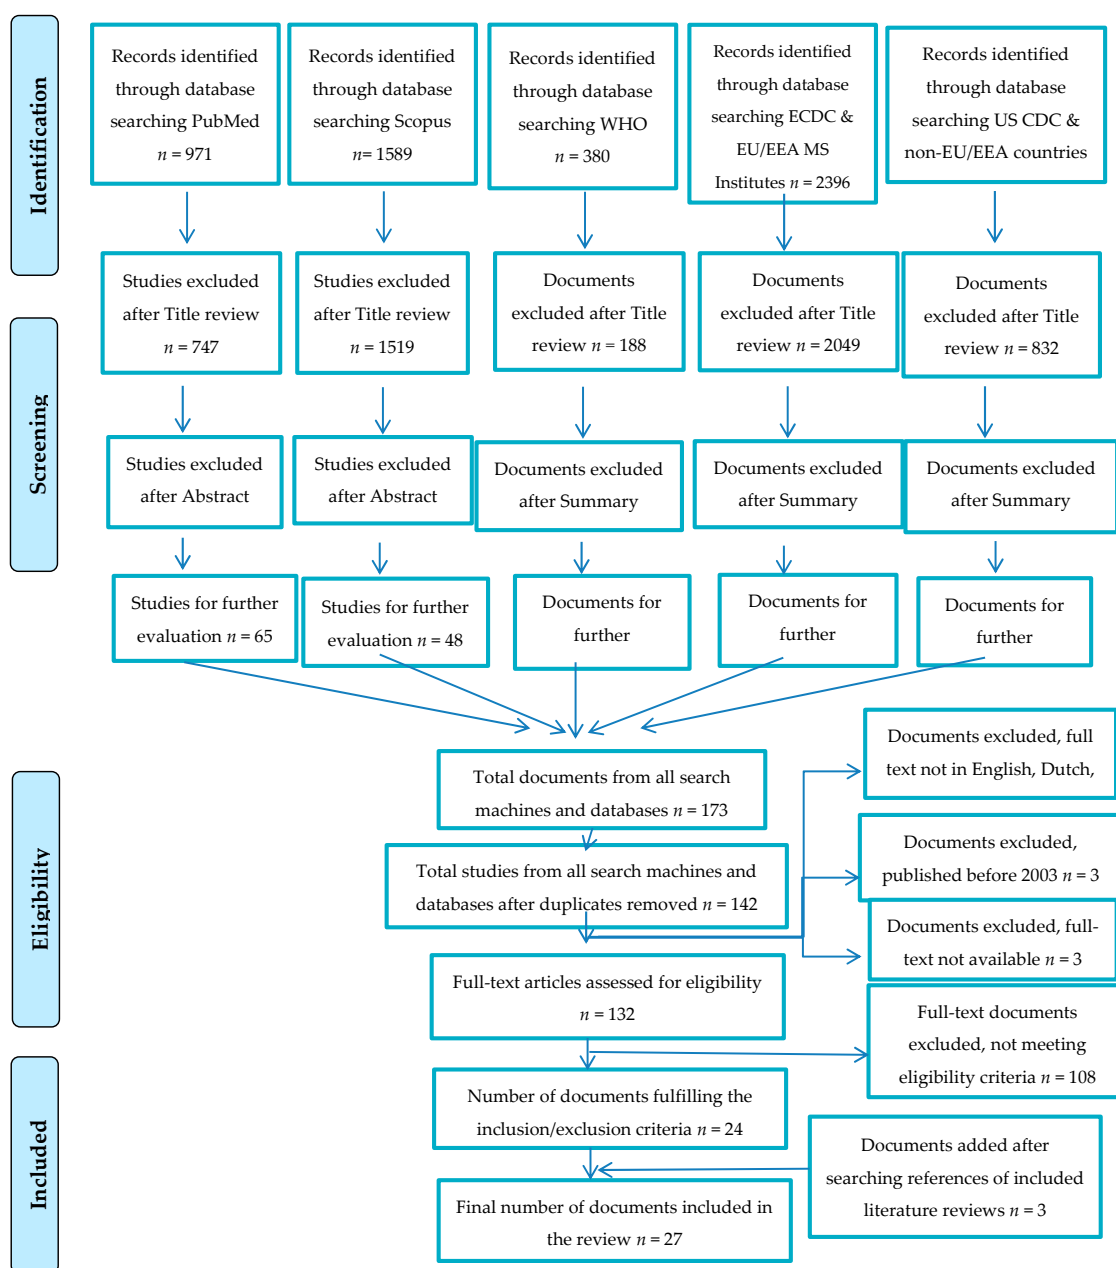 Identification
Records identified
through database
searching PubMed
n = 971
Records identified
through database
searching Scopus
n= 1589
Records identified
through database
searching WHO
n = 380
Records identified
through database
searching ECDC &
EU/EEA MS
Institutes n = 2396
Records identified
through database
searching US CDC &
non-EU/EEA countries
Screening
Studies excluded
after Title review
n = 747
Studies excluded
after Title review
n = 1519
Documents
excluded after Title
review n = 188
Documents
excluded after Title
review n = 2049
Documents
excluded after Title
review n = 832
Studies excluded
after Abstract
Studies excluded
after Abstract
Documents excluded
after Summary
Documents excluded
after Summary
Documents excluded
after Summary
Studies for further
evaluation n = 65
Studies for further
evaluation n = 48
Documents for
further
Documents for
further
Documents for
further
Eligibility
Total documents from all search
machines and databases n = 173
Documents excluded, full
text not in English, Dutch,
Total studies from all search machines and
databases after duplicates removed n = 142
Documents excluded,
published before 2003 n = 3
Documents excluded, full-
text not available n = 3
Full-text articles assessed for eligibility
n = 132
Full-text documents
excluded, not meeting
eligibility criteria n = 108
Included
Number of documents fulfilling the
inclusion/exclusion criteria n = 24
Documents added after
searching references of included
literature reviews n = 3
Final number of documents included in
the review n = 27